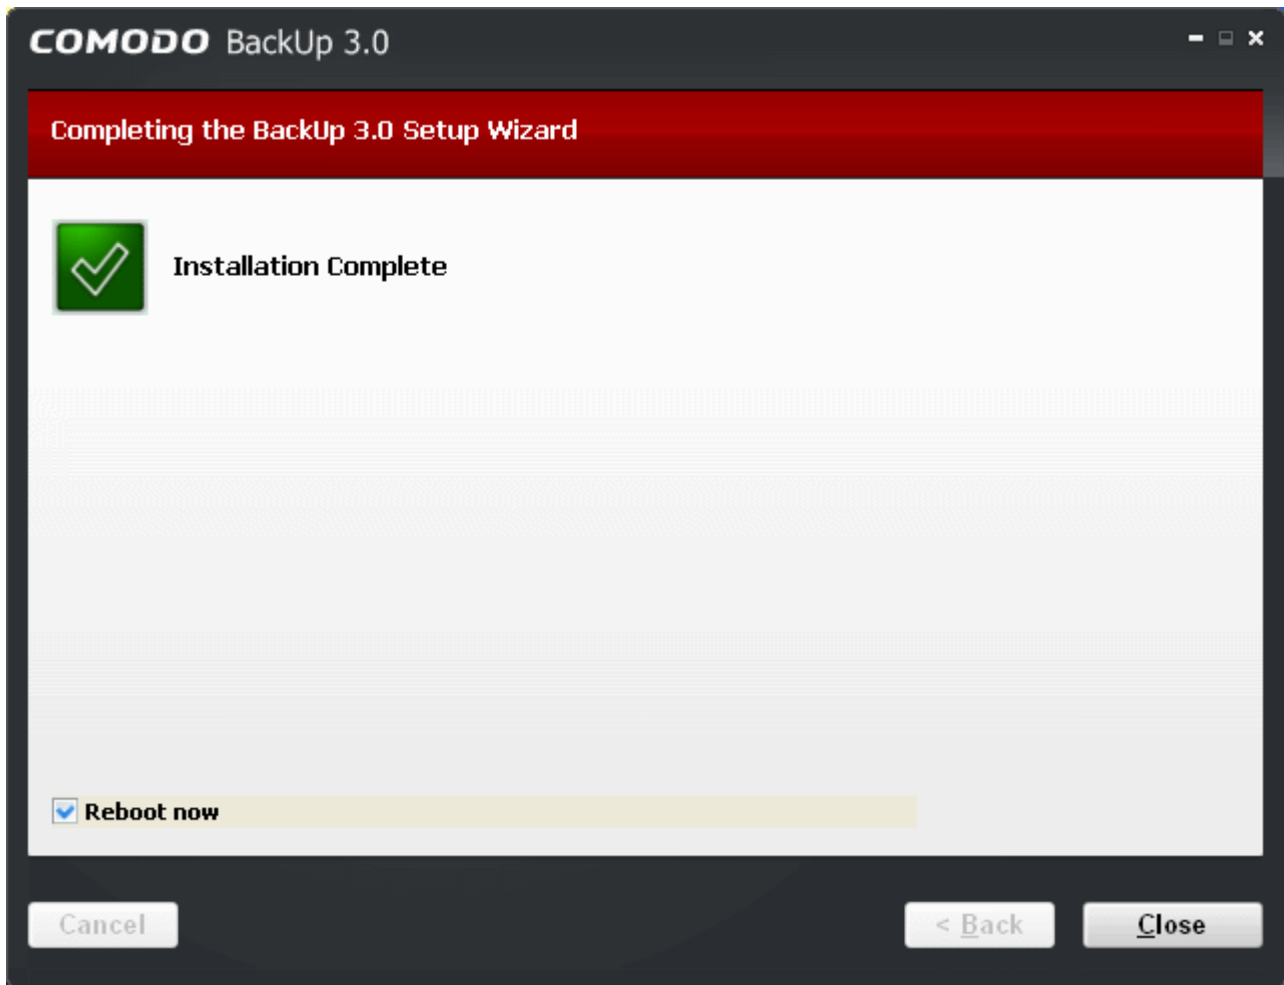 COMODO BackUp 3.0
Completing the BackUp 3.0 Setup Wizard
Installation Complete
Reboot now
Cancel
< Back
Close